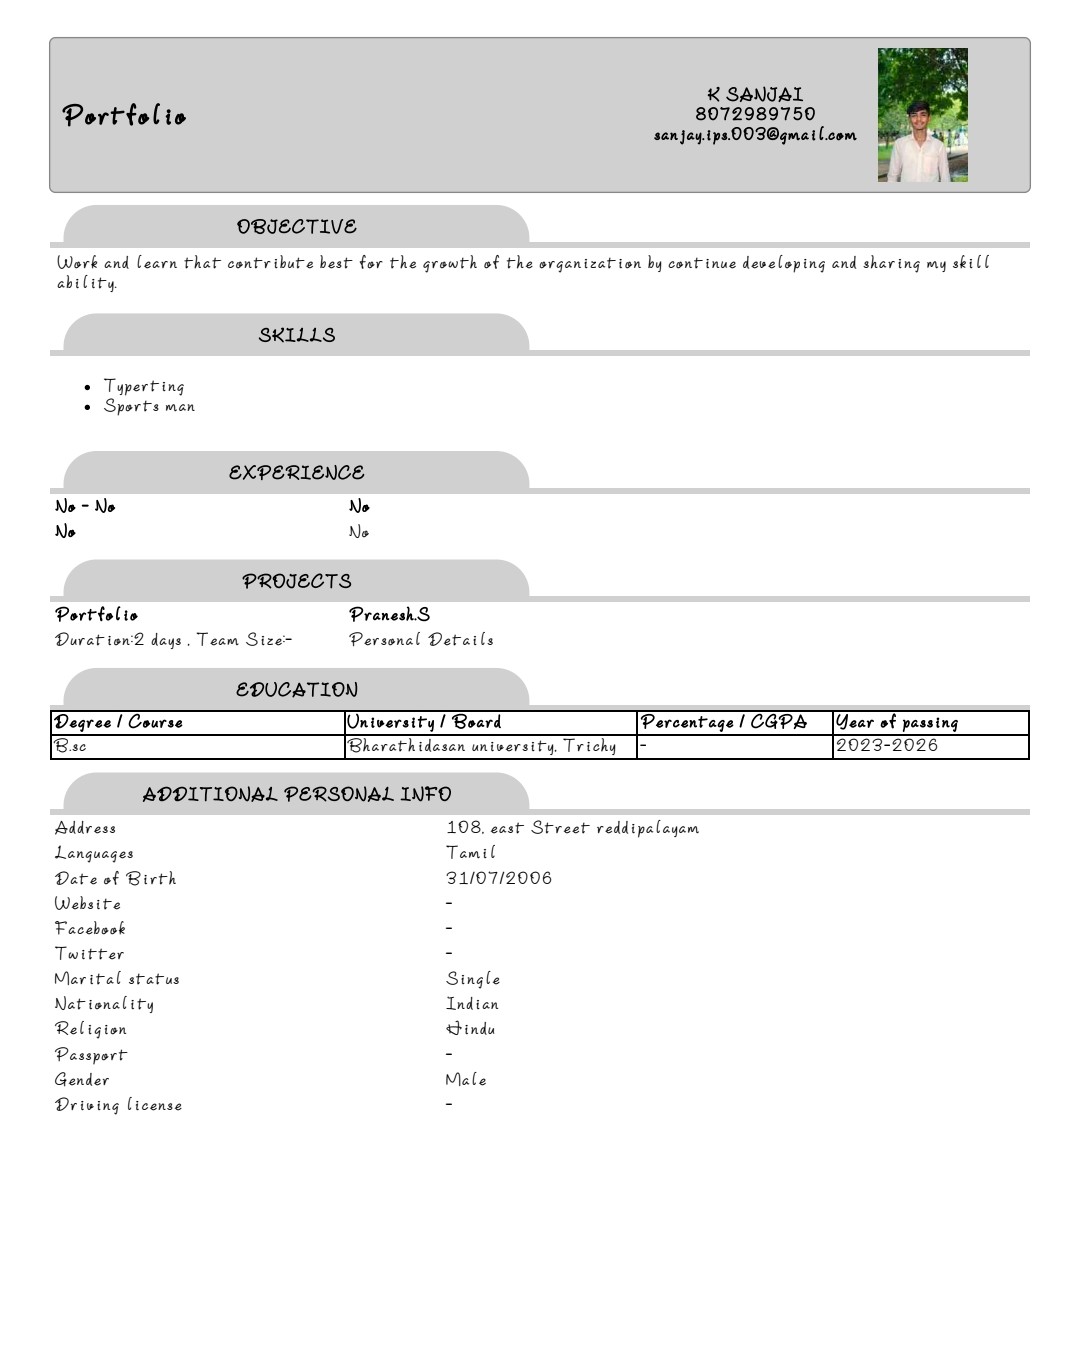 Portfolio
K SANJAI
8072989750
sanjay.ips.003@gmail.com
OBJECTIVE
Work and learn that contribute best for the growth of the organization by continue developing and sharing my skill
ability.
SKILLS
• Typerting
• Sports man
EXPERIENCE
No - No No
No No
PROJECTS
Portfolio Pranesh.S
Duration:2 days , Team Size:- Personal Details
EDUCATION
Degree / Course University / Board Percentage / CGPA Year of passing
B.sc Bharathidasan university, Trichy - 2023-2026
ADDITIONAL PERSONAL INFO
Address 108, east Street reddipalayam
Languages Tamil
Date of Birth 31/07/2006
Website -
Facebook -
Twitter -
Marital status Single
Nationality Indian
Religion Hindu
Passport -
Gender Male
Driving license -